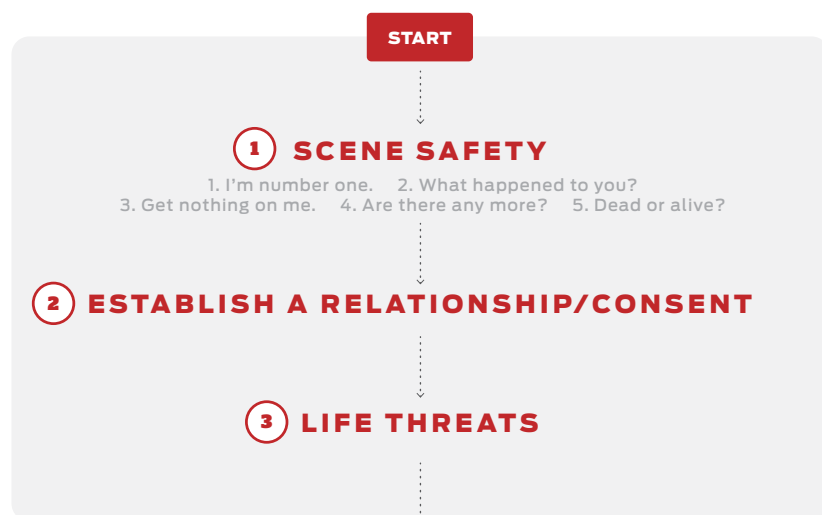 START
1 SCENE SAFETY
1. I'm number one. 2. What happened to you?
3. Get nothing on me. 4. Are there any more? 5. Dead or alive?
2 ESTABLISH A RELATIONSHIP/CONSENT
3 LIFE THREATS